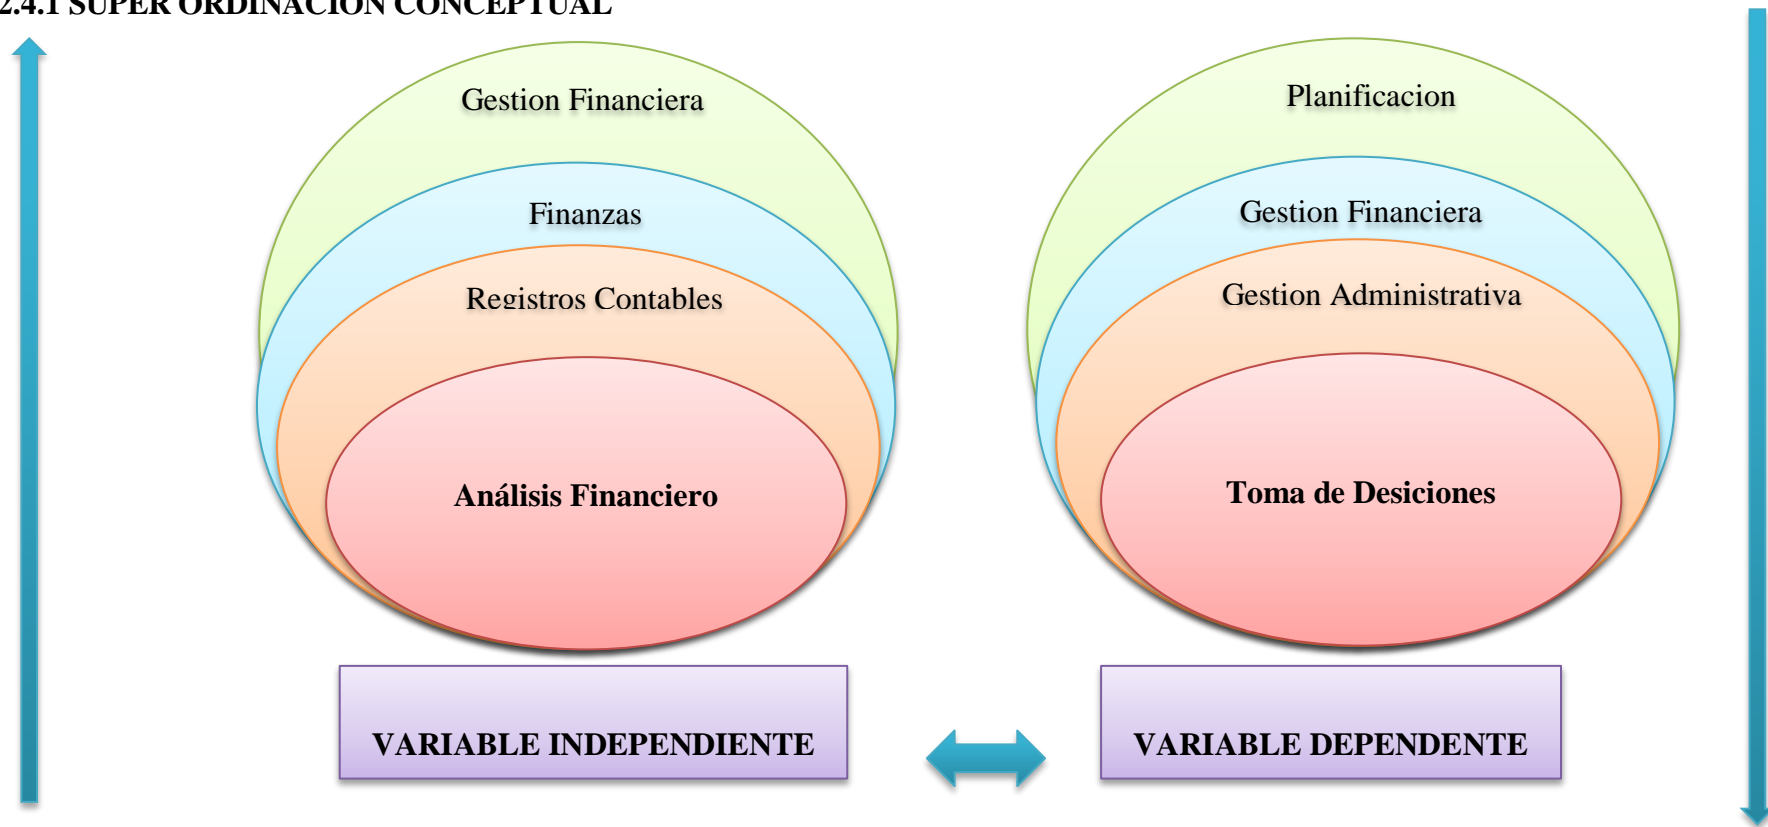 2.4.1 SUPER ORDINACION CONCEPTUAL
Gestion Financiera
Finanzas
Registros Contables
Análisis Financiero
VARIABLE INDEPENDIENTE
Planificacion
Gestion Financiera
Gestion Administrativa
Toma de Desiciones
VARIABLE DEPENDENTE